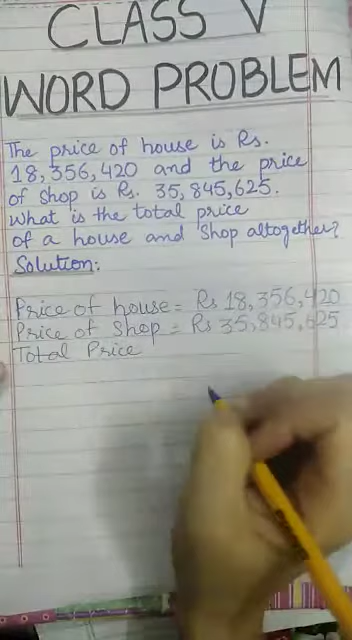 CLASS V
WORD PROBLEM
The price of house is Rs.
18,356,420 and the price
of shop is Rs. 35,845,625.
What is the total price
of a house and shop altogether?
Solution:
Price of house = Rs 18,356,420
Price of Shop = Rs 35,845,625
Total Price